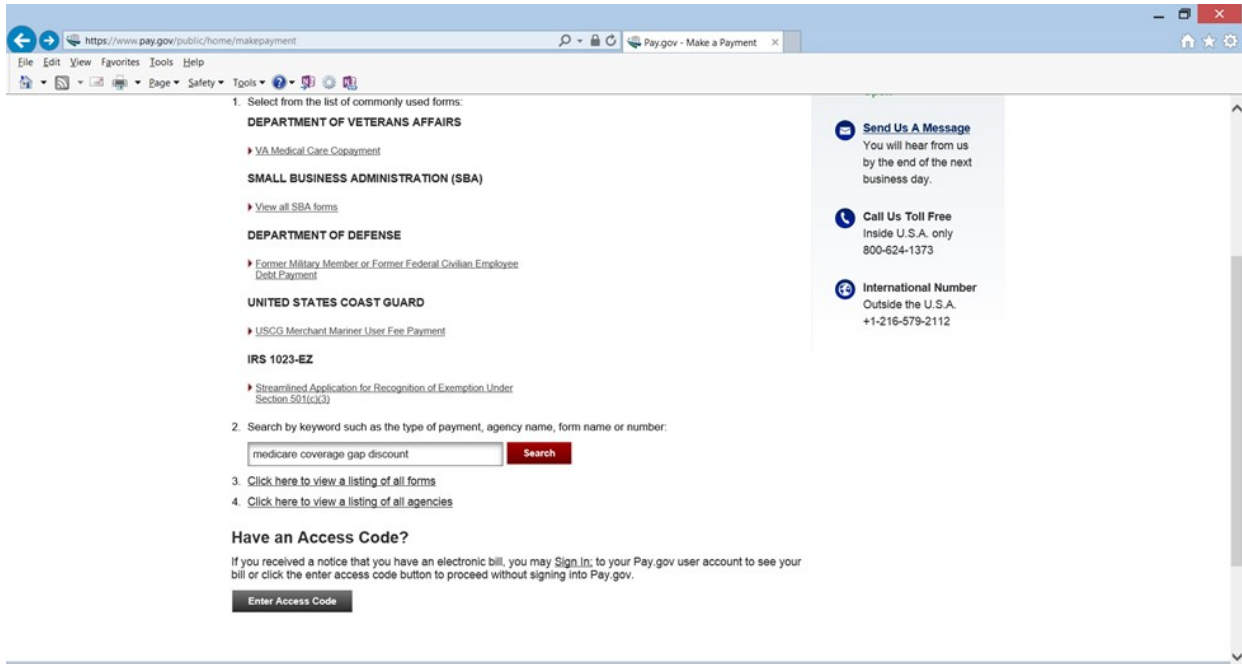 https://www.pay.gov/public/home/makepayment
Pay.gov - Make a Payment
File Edit View Favorites Tools Help
Page Safety Tools
1. Select from the list of commonly used forms:
DEPARTMENT OF VETERANS AFFAIRS
VA Medical Care Copayment
SMALL BUSINESS ADMINISTRATION (SBA)
View all SBA forms
DEPARTMENT OF DEFENSE
Former Military Member or Former Federal Civilian Employee
Debt Payment
UNITED STATES COAST GUARD
USCG Merchant Mariner User Fee Payment
IRS 1023-EZ
Streamlined Application for Recognition of Exemption Under
Section 501(c)(3)
2. Search by keyword such as the type of payment, agency name, form name or number:
medicare coverage gap discount
Search
3. Click here to view a listing of all forms
4. Click here to view a listing of all agencies
Have an Access Code?
If you received a notice that you have an electronic bill, you may Sign In: to your Pay.gov user account to see your
bill or click the enter access code button to proceed without signing into Pay.gov.
Enter Access Code
Send Us A Message
You will hear from us
by the end of the next
business day.
Call Us Toll Free
Inside U.S.A. only
800-624-1373
International Number
Outside the U.S.A.
+1-216-579-2112